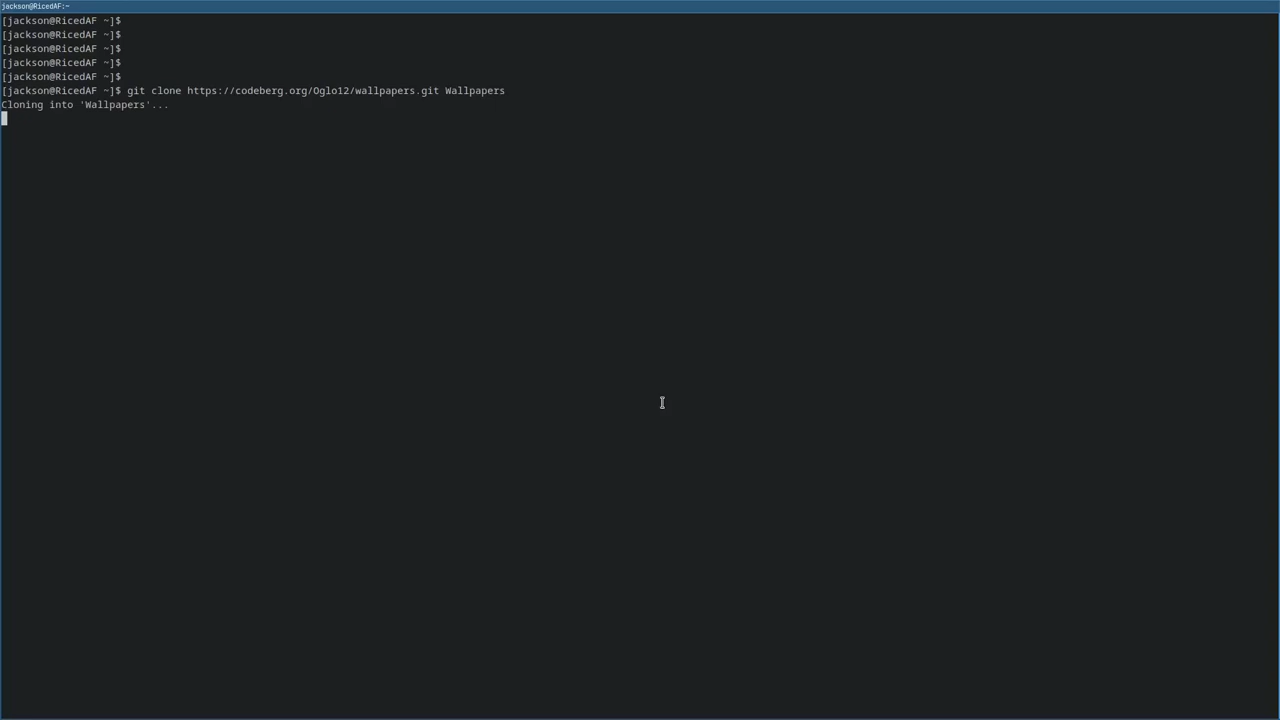 jackson@RicedAF:~
[jackson@RicedAF ~]$
[jackson@RicedAF ~]$
[jackson@RicedAF ~]$
[jackson@RicedAF ~]$
[jackson@RicedAF ~]$
[jackson@RicedAF ~]$ git clone https://codeberg.org/Oglo12/wallpapers.git Wallpapers
Cloning into 'Wallpapers'...